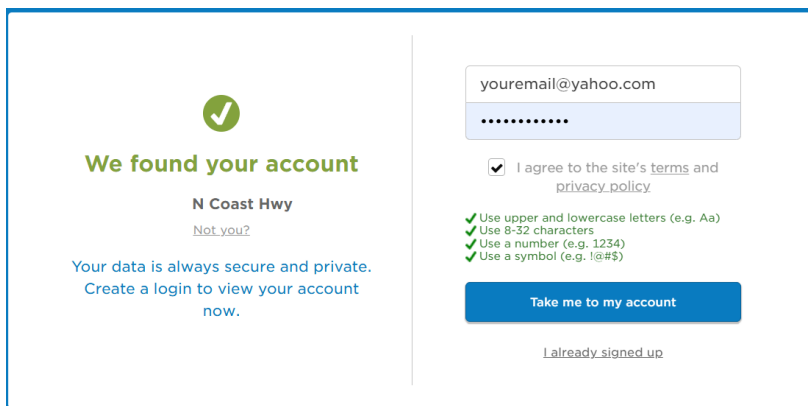 We found your account
N Coast Hwy
Not you?
Your data is always secure and private.
Create a login to view your account
now.
youremail@yahoo.com
••••••••••••
I agree to the site's terms and
privacy policy
Use upper and lowercase letters (e.g. Aa)
Use 8-32 characters
Use a number (e.g. 1234)
Use a symbol (e.g. !@#$)
Take me to my account
I already signed up